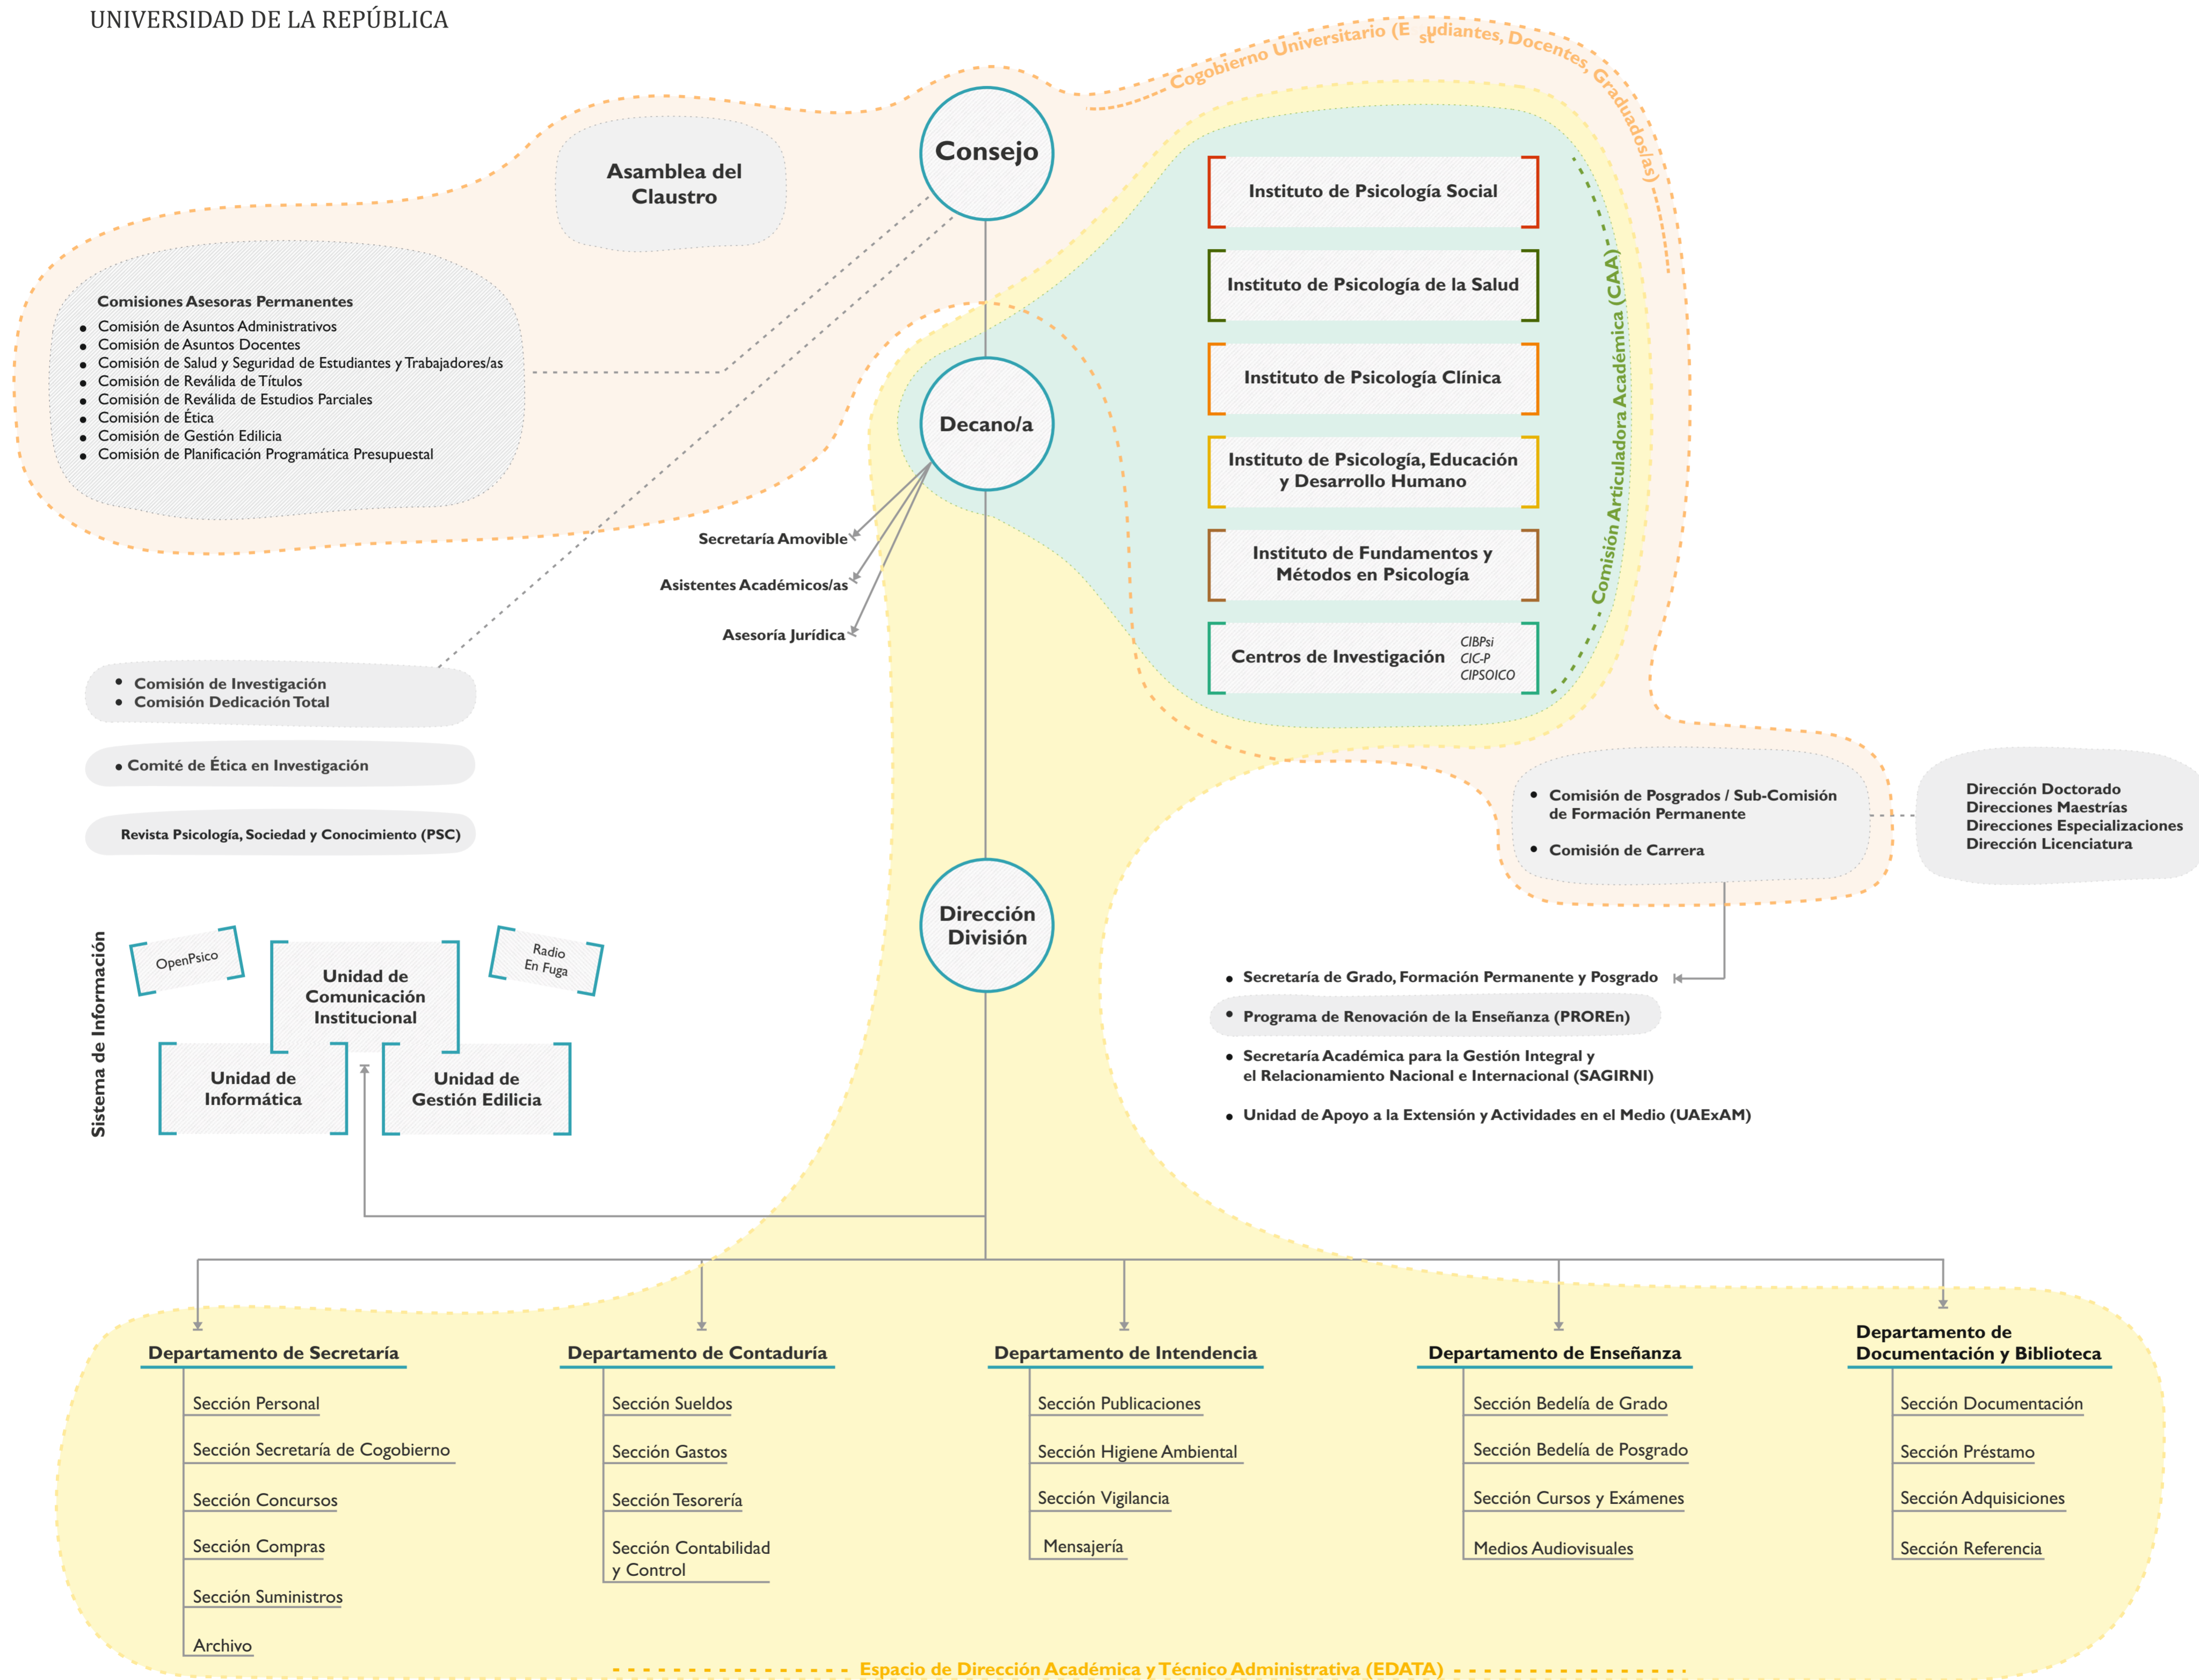 UNIVERSIDAD DE LA REPÚBLICA
Cogobierno Universitario (Estudiantes, Docentes, Graduados/as)
Consejo
Asamblea del
Claustro
Comisiones Asesoras Permanentes
• Comisión de Asuntos Administrativos
• Comisión de Asuntos Docentes
• Comisión de Salud y Seguridad de Estudiantes y Trabajadores/as
• Comisión de Reválida de Títulos
• Comisión de Reválida de Estudios Parciales
• Comisión de Ética
• Comisión de Gestión Edilicia
• Comisión de Planificación Programática Presupuestal
Instituto de Psicología Social
Instituto de Psicología de la Salud
Instituto de Psicología Clínica
Instituto de Psicología, Educación
y Desarrollo Humano
Instituto de Fundamentos y
Métodos en Psicología
Centros de Investigación
CIBPsi
CIC-P
CIPSOICO
Comisión Articuladora Académica (CAA)
Decano/a
Secretaría Amovible
Asistentes Académicos/as
Asesoría Jurídica
• Comisión de Investigación
• Comisión Dedicación Total
• Comité de Ética en Investigación
Revista Psicología, Sociedad y Conocimiento (PSC)
• Comisión de Posgrados / Sub-Comisión
de Formación Permanente
• Comisión de Carrera
Dirección Doctorado
Direcciones Maestrías
Direcciones Especializaciones
Dirección Licenciatura
Dirección
División
Sistema de Información
OpenPsico
Radio
En Fuga
Unidad de
Comunicación
Institucional
Unidad de
Informática
Unidad de
Gestión Edilicia
• Secretaría de Grado, Formación Permanente y Posgrado
• Programa de Renovación de la Enseñanza (PROREn)
• Secretaría Académica para la Gestión Integral y
el Relacionamiento Nacional e Internacional (SAGIRNI)
• Unidad de Apoyo a la Extensión y Actividades en el Medio (UAExAM)
Departamento de Secretaría
Sección Personal
Sección Secretaría de Cogobierno
Sección Concursos
Sección Compras
Sección Suministros
Archivo
Departamento de Contaduría
Sección Sueldos
Sección Gastos
Sección Tesorería
Sección Contabilidad
y Control
Departamento de Intendencia
Sección Publicaciones
Sección Higiene Ambiental
Sección Vigilancia
Mensajería
Departamento de Enseñanza
Sección Bedelía de Grado
Sección Bedelía de Posgrado
Sección Cursos y Exámenes
Medios Audiovisuales
Departamento de
Documentación y Biblioteca
Sección Documentación
Sección Préstamo
Sección Adquisiciones
Sección Referencia
Espacio de Dirección Académica y Técnico Administrativa (EDATA)